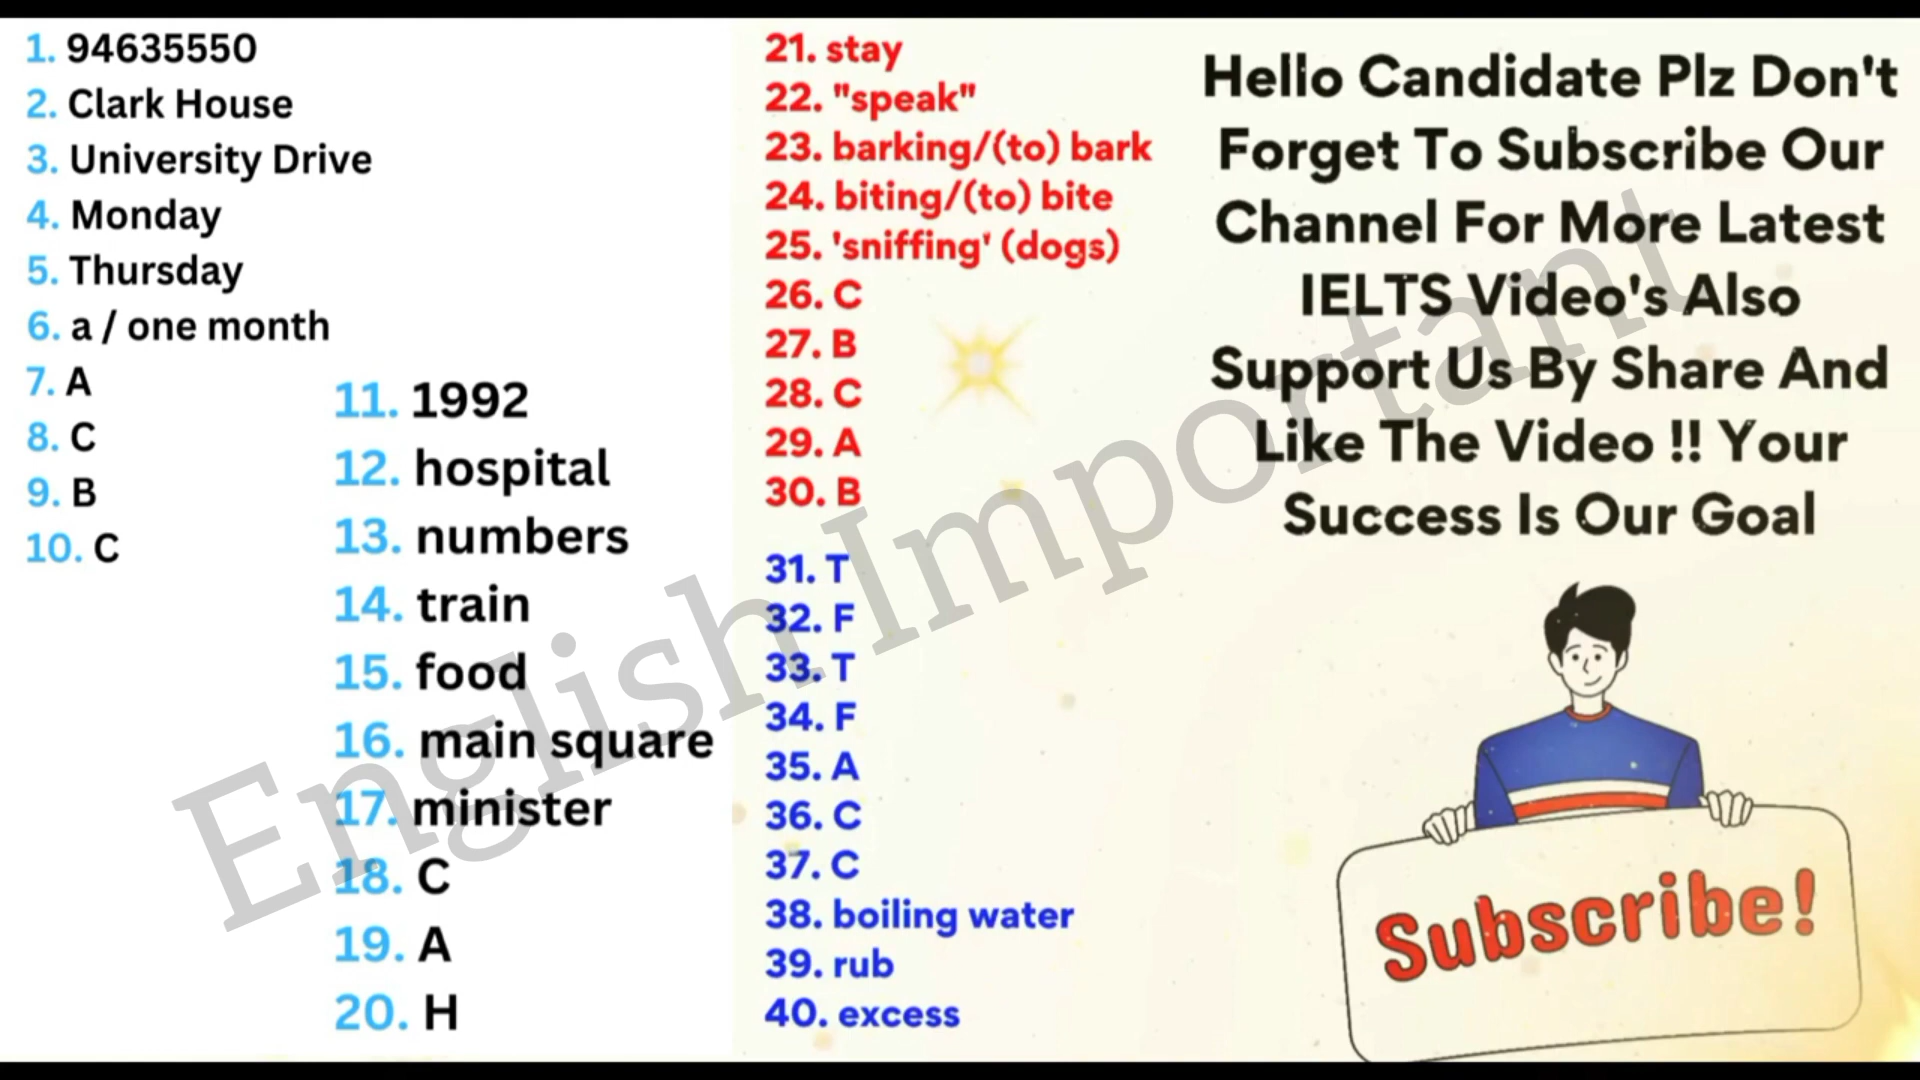 1. 94635550
2. Clark House
3. University Drive
4. Monday
5. Thursday
6. a / one month
7. A
8. C
9. B
10. C
11. 1992
12. hospital
13. numbers
14. train
15. food
16. main square
17. minister
18. C
19. A
20. H
21. stay
22. "speak"
23. barking/(to) bark
24. biting/(to) bite
25. 'sniffing' (dogs)
26. C
27. B
28. C
29. A
30. B
31. T
32. F
33. T
34. F
35. A
36. C
37. C
38. boiling water
39. rub
40. excess
Hello Candidate Plz Don't
Forget To Subscribe Our
Channel For More Latest
IELTS Video's Also
Support Us By Share And
Like The Video !! Your
Success Is Our Goal
Subscribe!
English Important